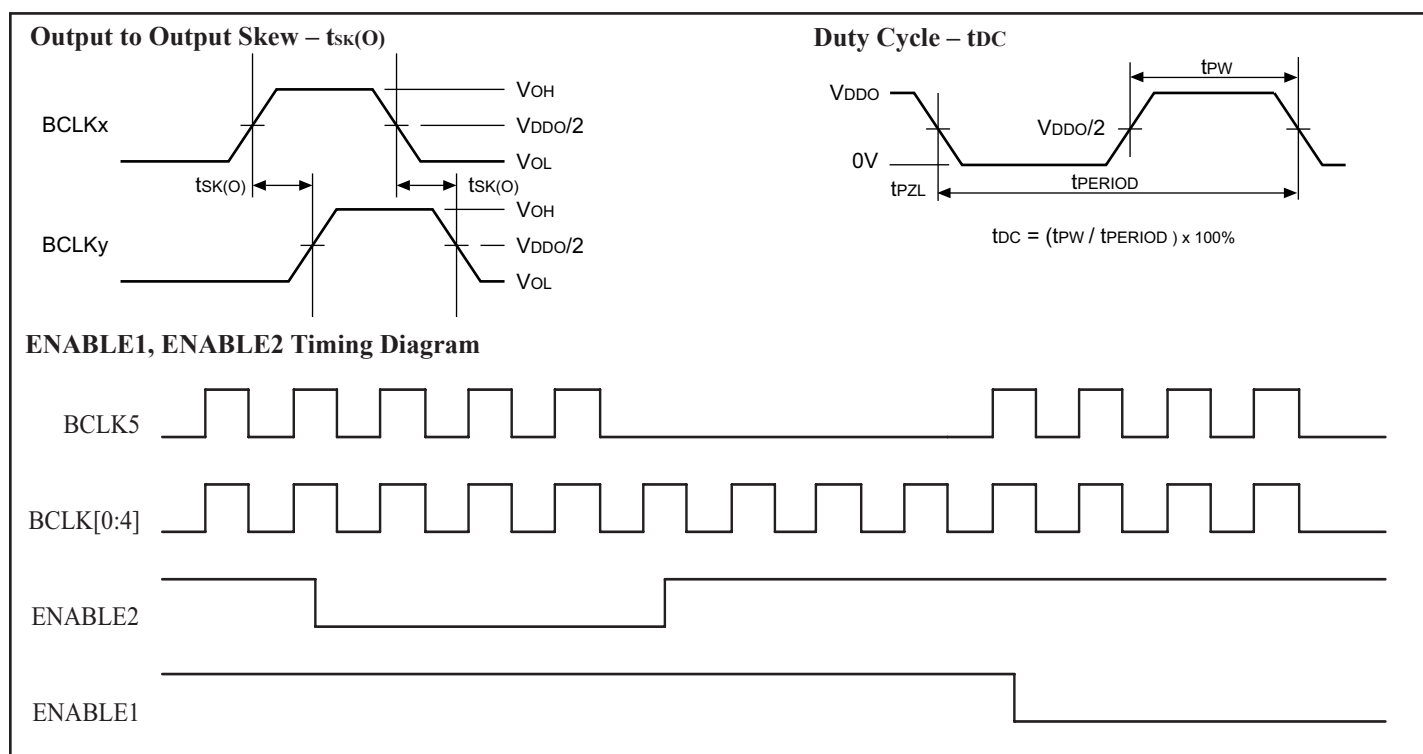 Output to Output Skew – tSK(O)
BCLKx
VOH
VDDO/2
VOL
tSK(O)
tSK(O)
BCLKy
VOH
VDDO/2
VOL
Duty Cycle – tDC
tPW
VDDO
VDDO/2
0V
tPZL
tPERIOD
tDC = (tPW / tPERIOD ) x 100%
ENABLE1, ENABLE2 Timing Diagram
BCLK5
BCLK[0:4]
ENABLE2
ENABLE1